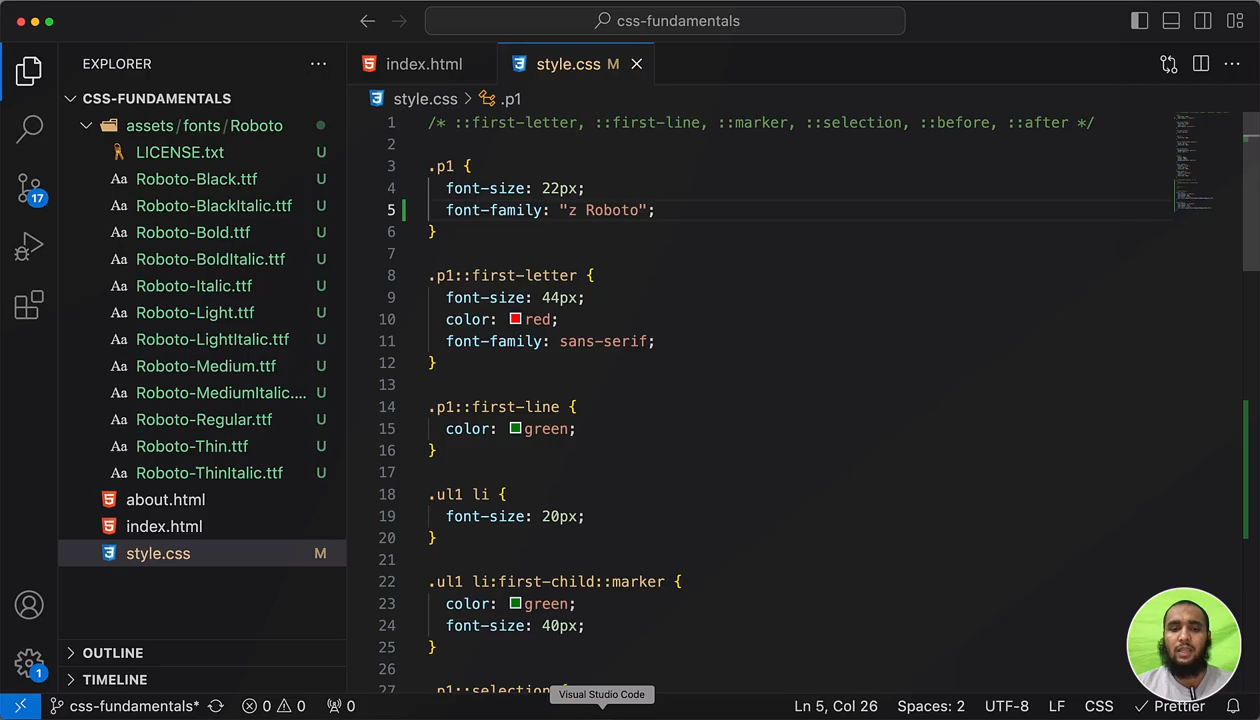 css-fundamentals
EXPLORER
CSS-FUNDAMENTALS
assets/fonts/Roboto
LICENSE.txt U
Roboto-Black.ttf U
Roboto-BlackItalic.ttf U
Roboto-Bold.ttf U
Roboto-BoldItalic.ttf U
Roboto-Italic.ttf U
Roboto-Light.ttf U
Roboto-LightItalic.ttf U
Roboto-Medium.ttf U
Roboto-MediumItalic.... U
Roboto-Regular.ttf U
Roboto-Thin.ttf U
Roboto-ThinItalic.ttf U
about.html
index.html
style.css M
OUTLINE
TIMELINE
17
1
index.html
style.css M
style.css > .p1
1 /* ::first-letter, ::first-line, ::marker, ::selection, ::before, ::after */
2
3 .p1 {
4 font-size: 22px;
5 font-family: "z Roboto";
6 }
7
8 .p1::first-letter {
9 font-size: 44px;
10 color: red;
11 font-family: sans-serif;
12 }
13
14 .p1::first-line {
15 color: green;
16 }
17
18 .ul1 li {
19 font-size: 20px;
20 }
21
22 .ul1 li:first-child::marker {
23 color: green;
24 font-size: 40px;
25 }
26
27 .p1::selection {
Visual Studio Code
css-fundamentals* 0 0 0
Ln 5, Col 26 Spaces: 2 UTF-8 LF CSS Prettier